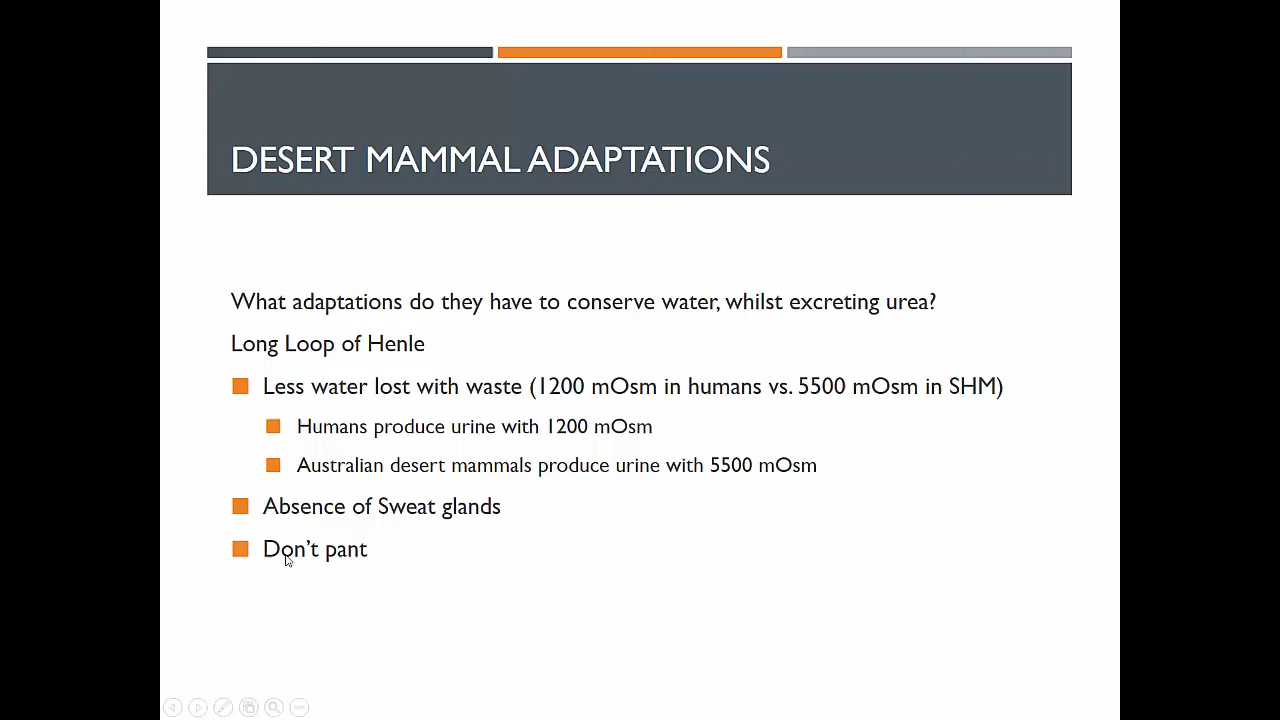 DESERT MAMMAL ADAPTATIONS
What adaptations do they have to conserve water, whilst excreting urea?
Long Loop of Henle
Less water lost with waste (1200 mOsm in humans vs. 5500 mOsm in SHM)
Humans produce urine with 1200 mOsm
Australian desert mammals produce urine with 5500 mOsm
Absence of Sweat glands
Don't pant